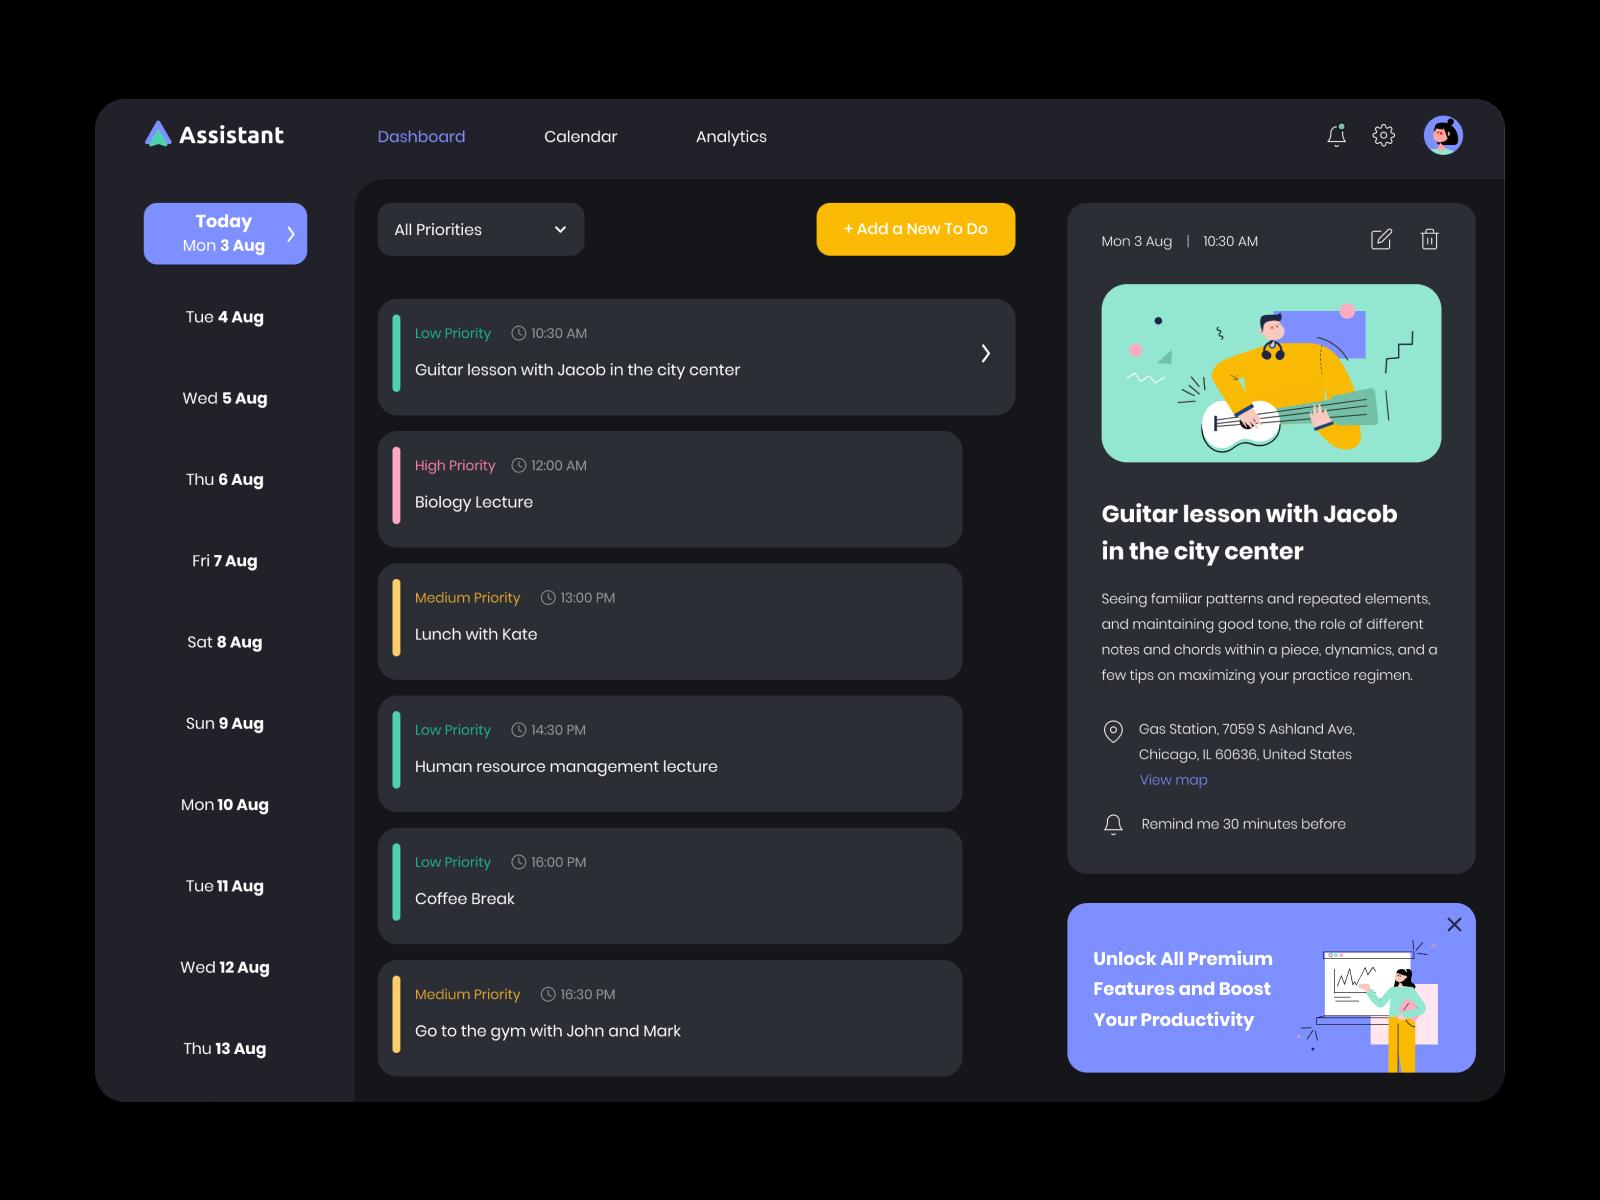 Assistant
Dashboard
Calendar
Analytics
Today
Mon 3 Aug
Tue 4 Aug
Wed 5 Aug
Thu 6 Aug
Fri 7 Aug
Sat 8 Aug
Sun 9 Aug
Mon 10 Aug
Tue 11 Aug
Wed 12 Aug
Thu 13 Aug
All Priorities
+ Add a New To Do
Low Priority 10:30 AM
Guitar lesson with Jacob in the city center
High Priority 12:00 AM
Biology Lecture
Medium Priority 13:00 PM
Lunch with Kate
Low Priority 14:30 PM
Human resource management lecture
Low Priority 16:00 PM
Coffee Break
Medium Priority 16:30 PM
Go to the gym with John and Mark
Mon 3 Aug | 10:30 AM
Guitar lesson with Jacob
in the city center
Seeing familiar patterns and repeated elements,
and maintaining good tone, the role of different
notes and chords within a piece, dynamics, and a
few tips on maximizing your practice regimen.
Gas Station, 7059 S Ashland Ave,
Chicago, IL 60636, United States
View map
Remind me 30 minutes before
Unlock All Premium
Features and Boost
Your Productivity